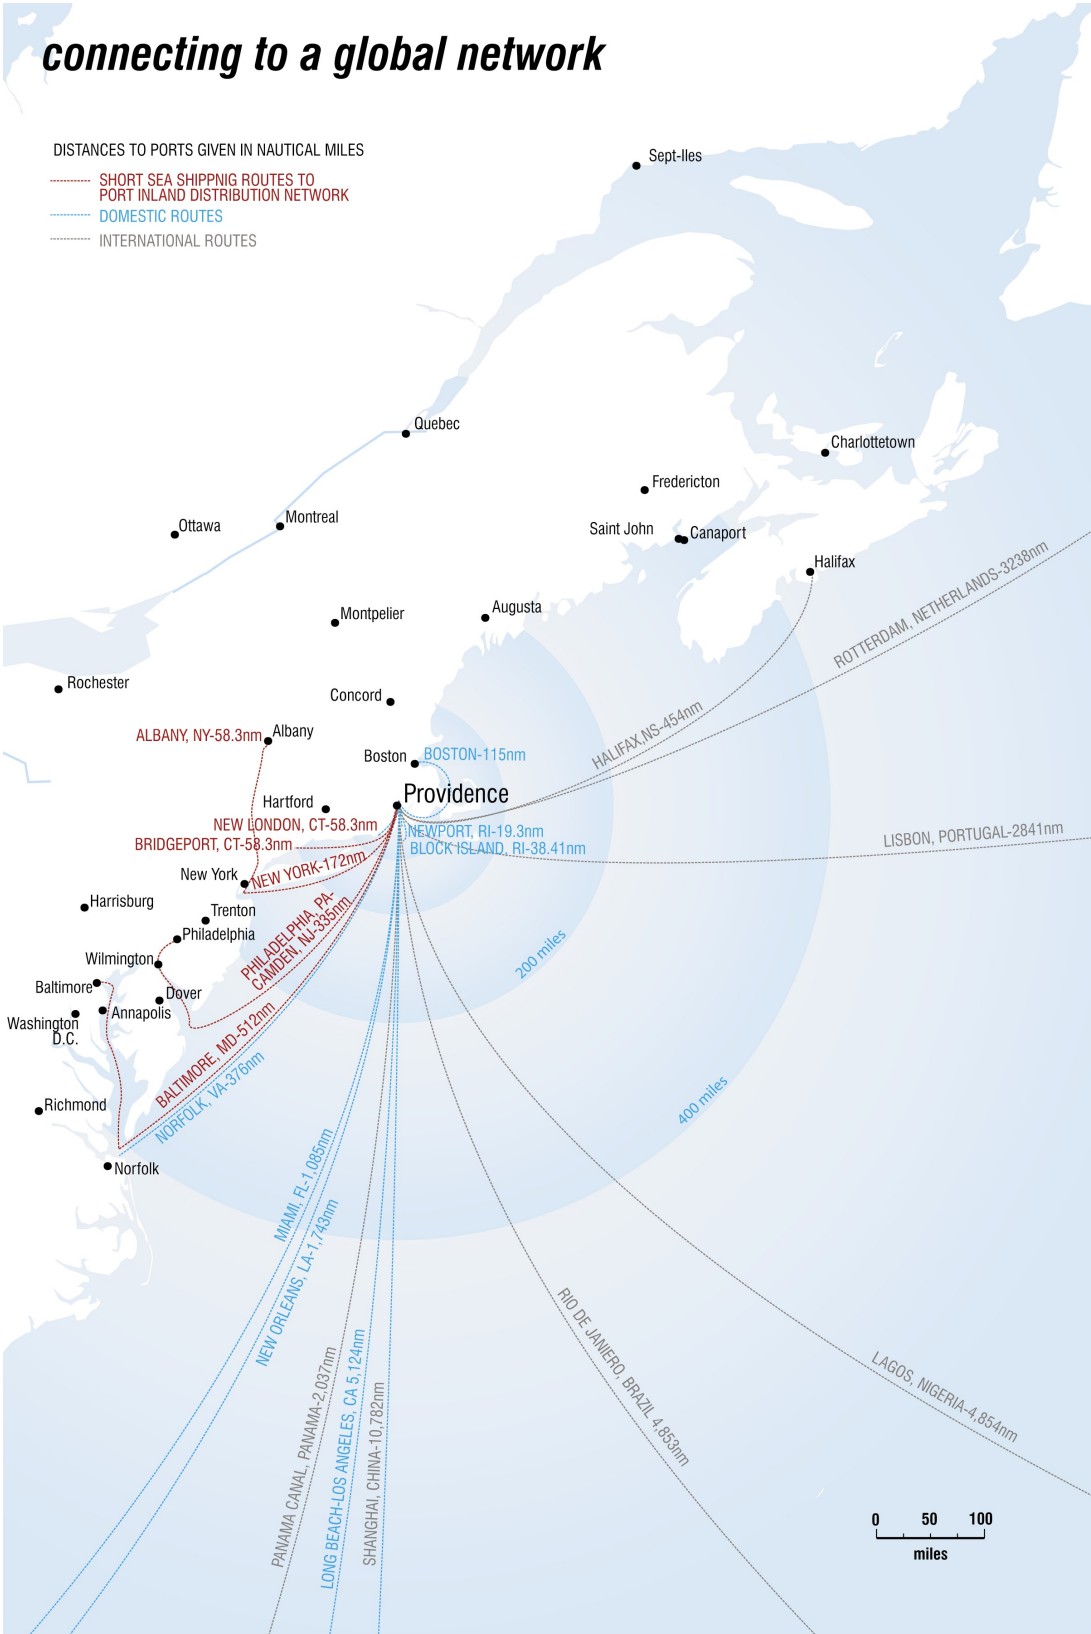 connecting to a global network
DISTANCES TO PORTS GIVEN IN NAUTICAL MILES
SHORT SEA SHIPPNIG ROUTES TO
PORT INLAND DISTRIBUTION NETWORK
DOMESTIC ROUTES
INTERNATIONAL ROUTES
Sept-Iles
Quebec
Charlottetown
Fredericton
Montreal
Ottawa
Saint John
Canaport
Halifax
ROTTERDAM, NETHERLANDS-3238nm
Augusta
Montpelier
Rochester
Concord
HALIFAX,NS-454nm
ALBANY, NY-58.3nm
Albany
Boston
BOSTON-115nm
Providence
Hartford
NEW LONDON, CT-58.3nm
NEWPORT, RI-19.3nm
BRIDGEPORT, CT-58.3nm
BLOCK ISLAND, RI-38.41nm
LISBON, PORTUGAL-2841nm
New York
NEW YORK-172nm
Harrisburg
Trenton
Philadelphia
PHILADELPHIA, PA-
CAMDEN, NJ-335nm
Wilmington
200 miles
Baltimore
Dover
Annapolis
Washington
D.C.
BALTIMORE, MD-512nm
NORFOLK, VA-376nm
Richmond
400 miles
Norfolk
MIAMI, FL-1,085nm
NEW ORLEANS, LA-1,743nm
PANAMA CANAL, PANAMA-2,037nm
LONG BEACH-LOS ANGELES, CA 5,124nm
SHANGHAI, CHINA-10,782nm
RIO DE JANIERO, BRAZIL 4,853nm
LAGOS, NIGERIA-4,854nm
0 50 100
miles